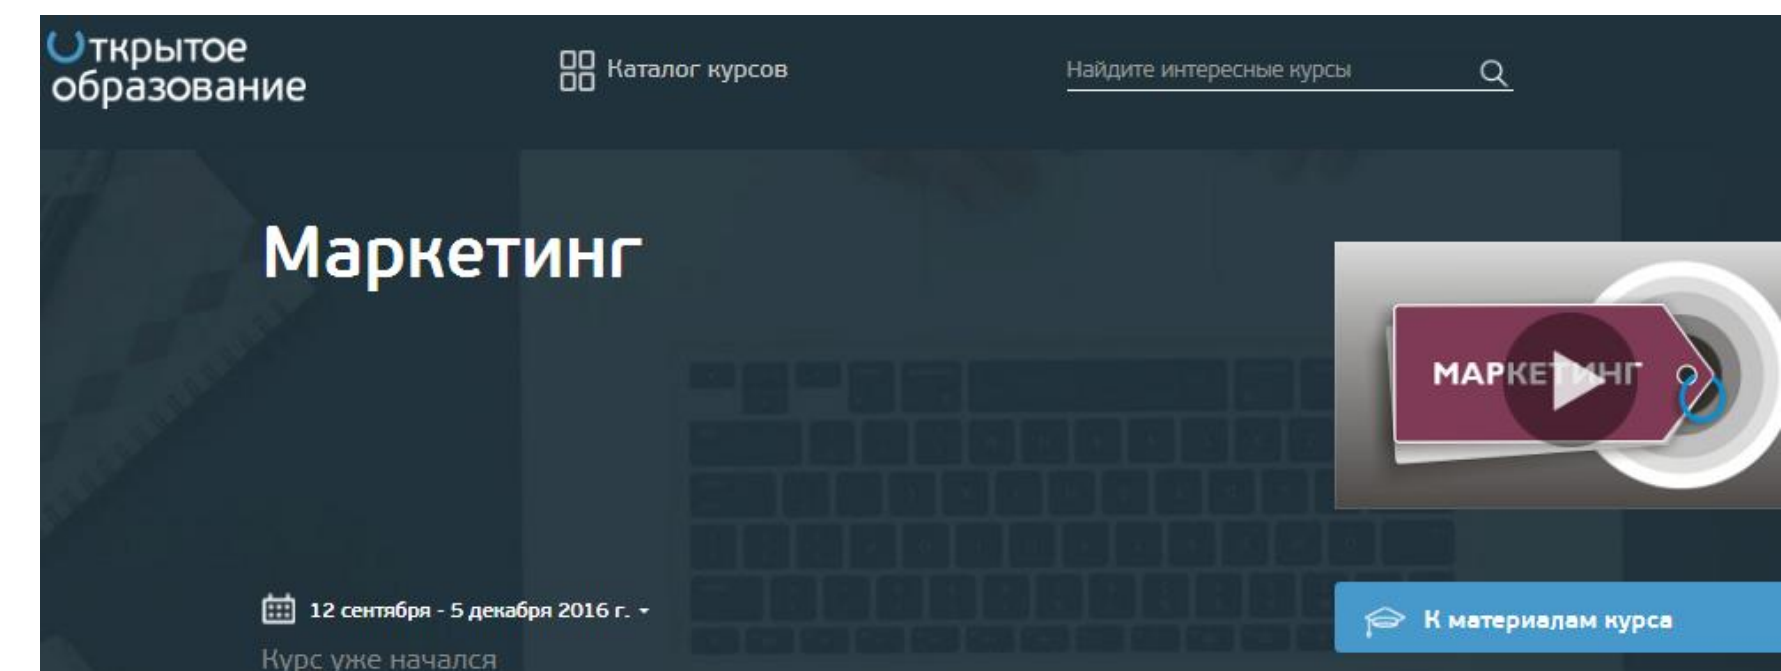 Открытое
образование
Каталог курсов
Найдите интересные курсы
Маркетинг
МАРКЕТИНГ
12 сентября - 5 декабря 2016 г.
К материалам курса
Курс уже начался